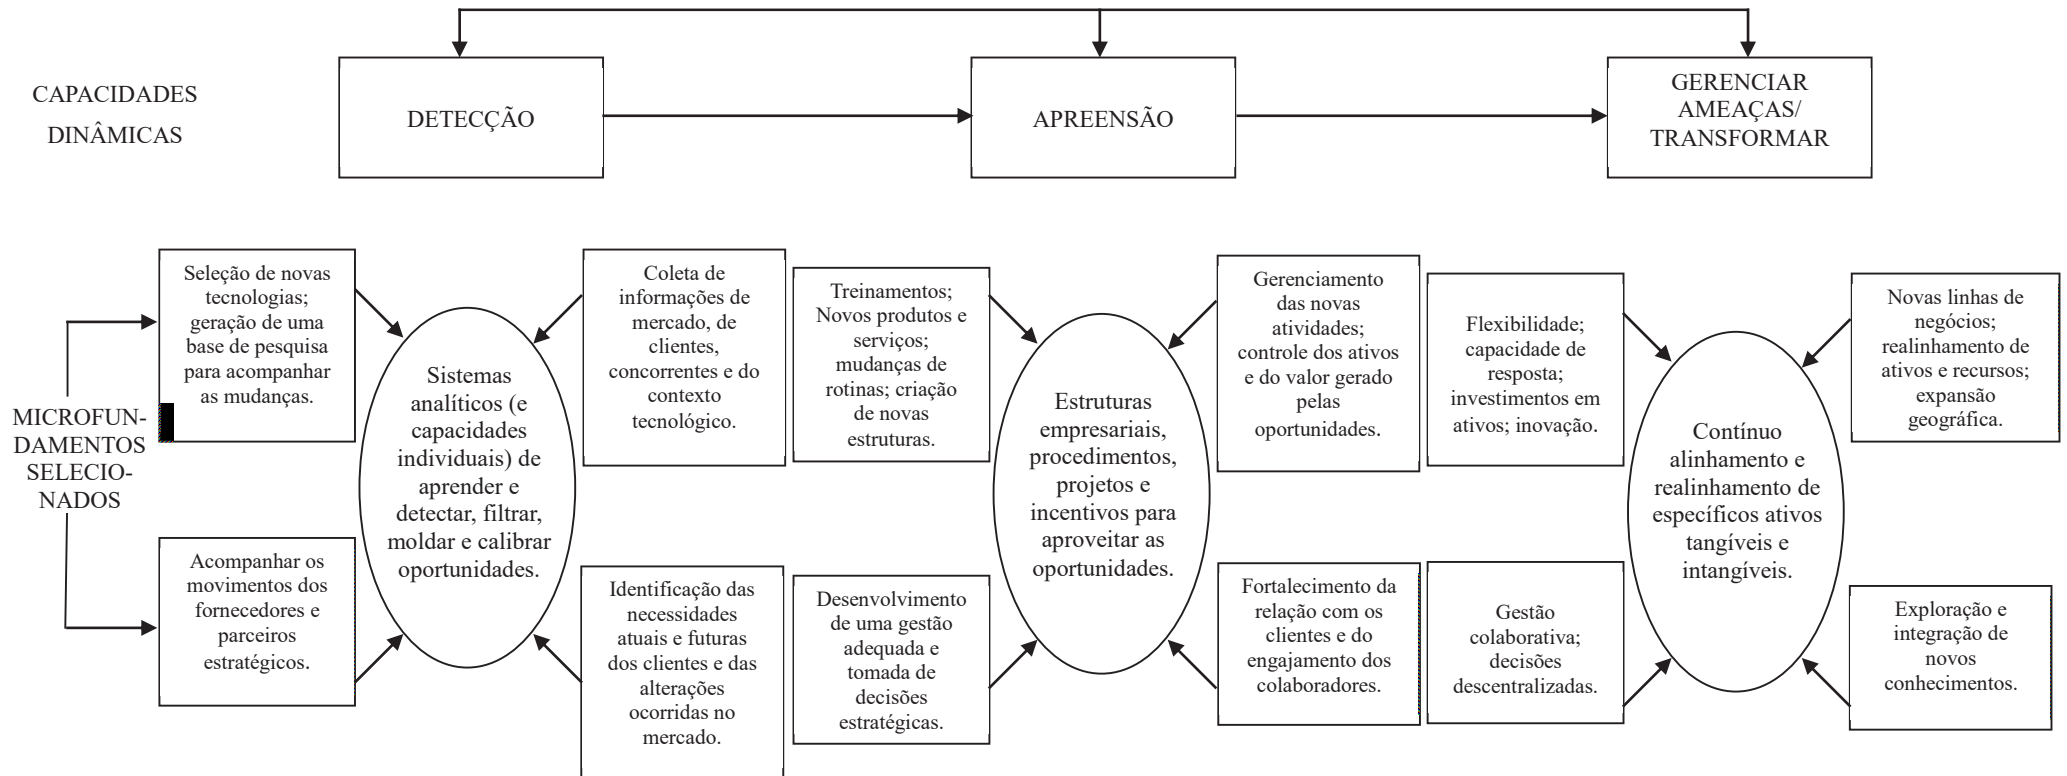 CAPACIDADES
DINÂMICAS
DETECÇÃO
APREENSÃO
GERENCIAR
AMEAÇAS/
TRANSFORMAR
MICROFUN-
DAMENTOS
SELECIO-
NADOS
Seleção de novas
tecnologias;
geração de uma
base de pesquisa
para acompanhar
as mudanças.
Acompanhar os
movimentos dos
fornecedores e
parceiros
estratégicos.
Sistemas
analíticos (e
capacidades
individuais) de
aprender e
detectar, filtrar,
moldar e calibrar
oportunidades.
Coleta de
informações de
mercado, de
clientes,
concorrentes e do
contexto
tecnológico.
Identificação das
necessidades
atuais e futuras
dos clientes e das
alterações
ocorridas no
mercado.
Treinamentos;
Novos produtos e
serviços;
mudanças de
rotinas; criação
de novas
estruturas.
Desenvolvimento
de uma gestão
adequada e
tomada de
decisões
estratégicas.
Estruturas
empresariais,
procedimentos,
projetos e
incentivos para
aproveitar as
oportunidades.
Gerenciamento
das novas
atividades;
controle dos ativos
e do valor gerado
pelas
oportunidades.
Fortalecimento da
relação com os
clientes e do
engajamento dos
colaboradores.
Flexibilidade;
capacidade de
resposta;
investimentos em
ativos; inovação.
Gestão
colaborativa;
decisões
descentralizadas.
Contínuo
alinhamento e
realinhamento de
específicos ativos
tangíveis e
intangíveis.
Novas linhas de
negócios;
realinhamento de
ativos e recursos;
expansão
geográfica.
Exploração e
integração de
novos
conhecimentos.